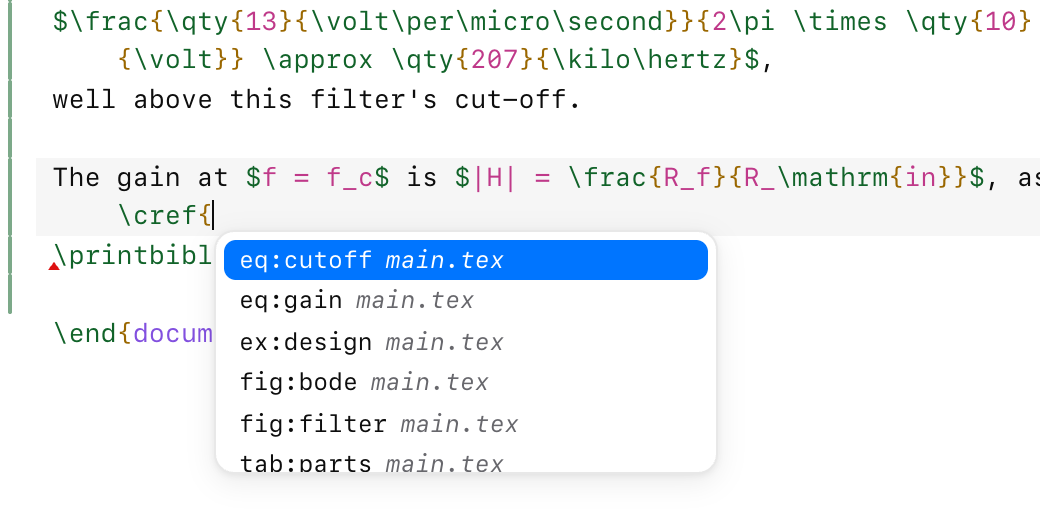 $\frac{\qty{13}{\volt\per\micro\second}}{2\pi \times \qty{10}
{\volt}} \approx \qty{207}{\kilo\hertz}$,
well above this filter's cut-off.
The gain at $f = f_c$ is $|H| = \frac{R_f}{R_\mathrm{in}}$, as
\cref{
\printbibl
eq:cutoff main.tex
eq:gain main.tex
\end{docum
ex:design main.tex
fig:bode main.tex
fig:filter main.tex
tab:parts main.tex